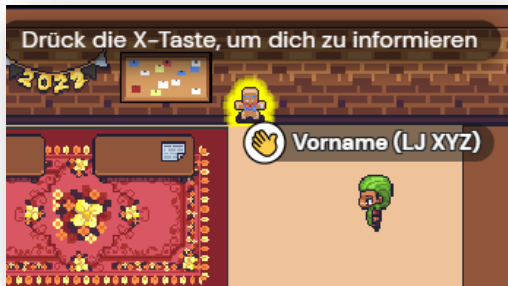 Drück die X-Taste, um dich zu informieren
2022
Vorname (LJ XYZ)